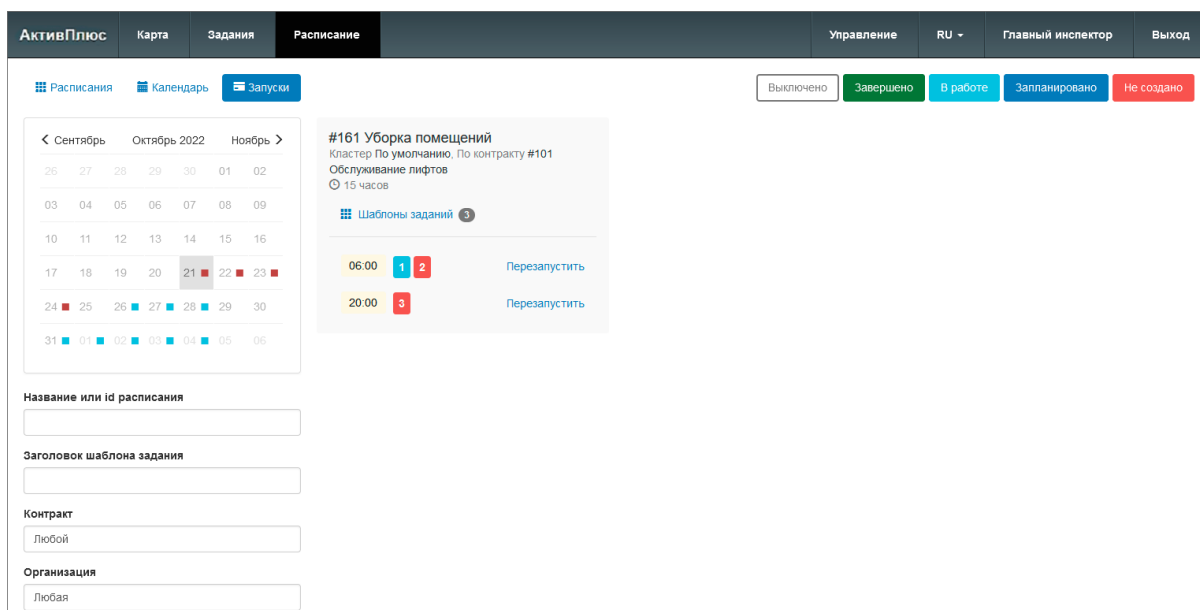 АктивПлюс Карта Задания Расписание Управление RU Главный инспектор Выход
Расписания Календарь Запуски Выключено Завершено В работе Запланировано Не создано
Сентябрь Октябрь 2022 Ноябрь
26 27 28 29 30 01 02
03 04 05 06 07 08 09
10 11 12 13 14 15 16
17 18 19 20 21 22 23
24 25 26 27 28 29 30
31 01 02 03 04 05 06
#161 Уборка помещений
Кластер По умолчанию, По контракту #101
Обслуживание лифтов
15 часов
Шаблоны заданий 3
06:00 1 2 Перезапустить
20:00 3 Перезапустить
Название или id расписания
Заголовок шаблона задания
Контракт
Любой
Организация
Любая